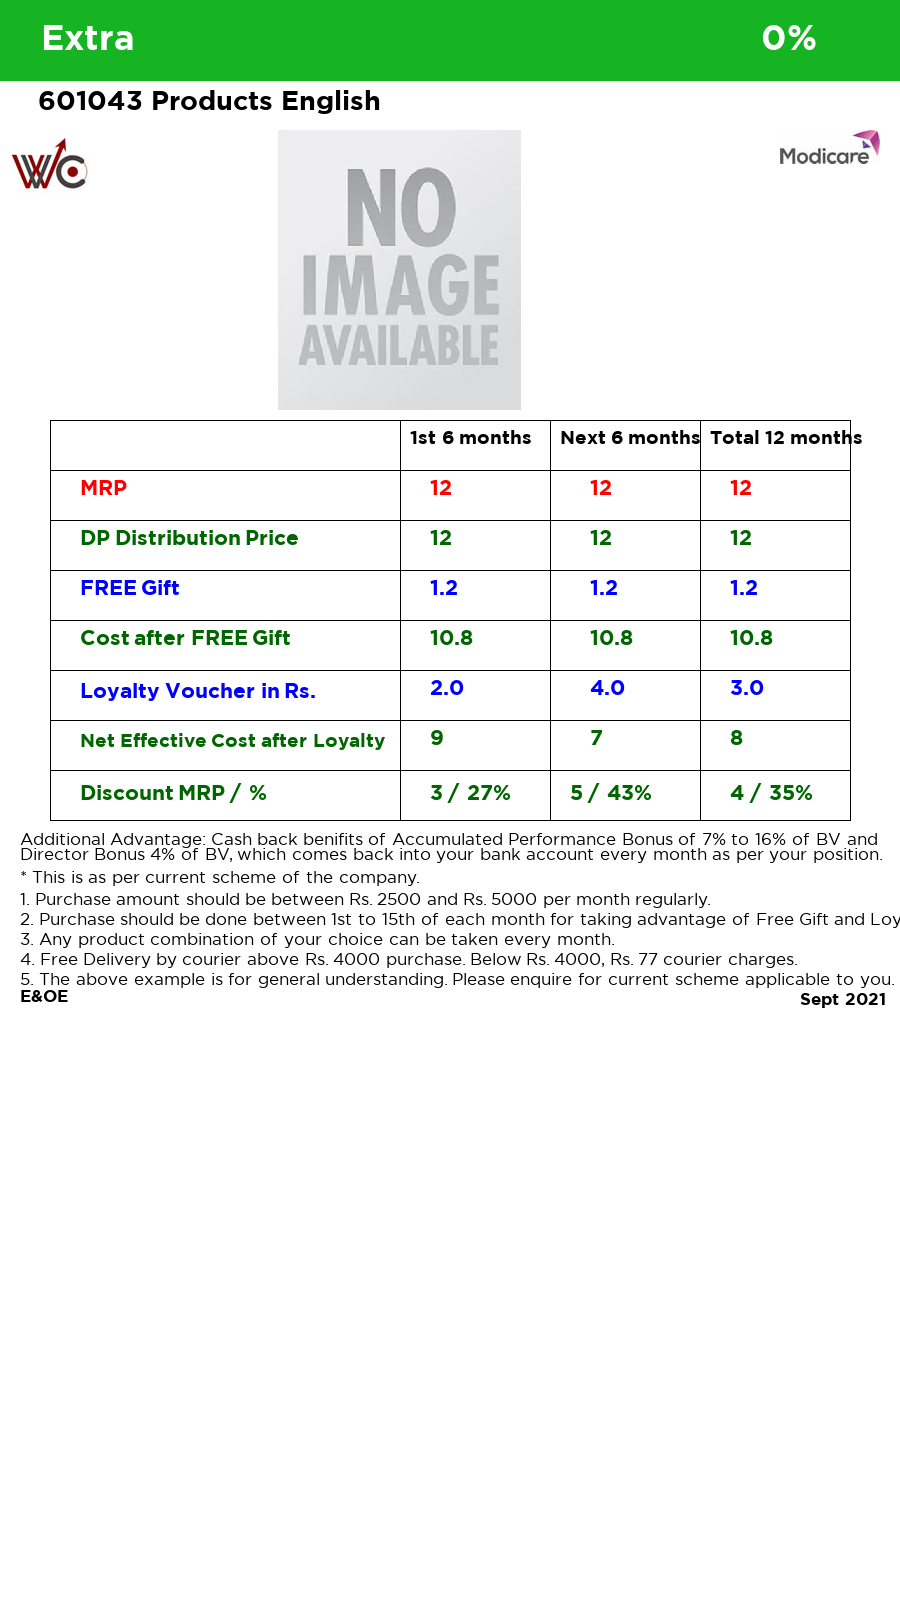 Extra 0%
601043 Products English
WC
Modicare
NO
IMAGE
AVAILABLE
1st 6 months Next 6 months Total 12 months
MRP 12 12 12
DP Distribution Price 12 12 12
FREE Gift 1.2 1.2 1.2
Cost after FREE Gift 10.8 10.8 10.8
Loyalty Voucher in Rs. 2.0 4.0 3.0
Net Effective Cost after Loyalty 9 7 8
Discount MRP / % 3 / 27% 5 / 43% 4 / 35%
Additional Advantage: Cash back benifits of Accumulated Performance Bonus of 7% to 16% of BV and
Director Bonus 4% of BV, which comes back into your bank account every month as per your position.
* This is as per current scheme of the company.
1. Purchase amount should be between Rs. 2500 and Rs. 5000 per month regularly.
2. Purchase should be done between 1st to 15th of each month for taking advantage of Free Gift and Loy
3. Any product combination of your choice can be taken every month.
4. Free Delivery by courier above Rs. 4000 purchase. Below Rs. 4000, Rs. 77 courier charges.
5. The above example is for general understanding. Please enquire for current scheme applicable to you.
E&OE
Sept 2021